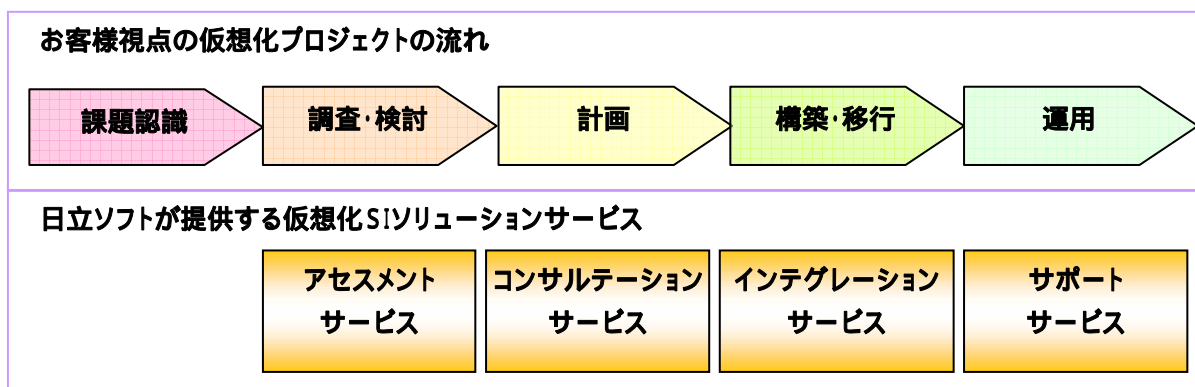 お客様視点の仮想化プロジェクトの流れ
課題認識
調査・検討
計画
構築・移行
運用
日立ソフトが提供する仮想化SIソリューションサービス
アセスメント
サービス
コンサルテーション
サービス
インテグレーション
サービス
サポート
サービス